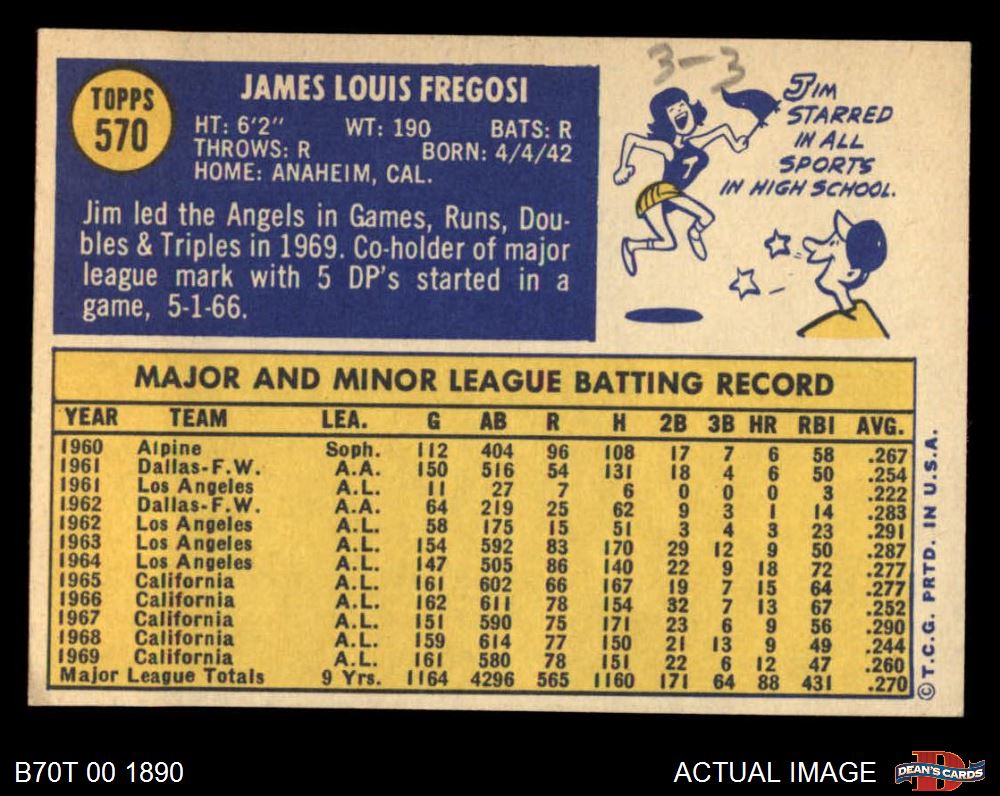 TOPPS
570
JAMES LOUIS FREGOSI
HT: 6'2" WT: 190 BATS: R
THROWS: R BORN: 4/4/42
HOME: ANAHEIM, CAL.
Jim led the Angels in Games, Runs, Dou-
bles & Triples in 1969. Co-holder of major
league mark with 5 DP's started in a
game, 5-1-66.
3-3
JIM
STARRED
IN ALL
SPORTS
IN HIGH SCHOOL.
7
MAJOR AND MINOR LEAGUE BATTING RECORD
YEAR TEAM LEA. G AB R H 2B 3B HR RBI AVG.
1960 Alpine Soph. 112 404 96 108 17 7 6 58 .267
1961 Dallas-F.W. A.A. 150 516 54 131 18 4 6 50 .254
1961 Los Angeles A.L. 11 27 7 6 0 0 0 3 .222
1962 Dallas-F.W. A.A. 64 219 25 62 9 3 1 14 .283
1962 Los Angeles A.L. 58 175 15 51 3 4 3 23 .291
1963 Los Angeles A.L. 154 592 83 170 29 12 9 50 .287
1964 Los Angeles A.L. 147 505 86 140 22 9 18 72 .277
1965 California A.L. 161 602 66 167 19 7 15 64 .277
1966 California A.L. 162 611 78 154 32 7 13 67 .252
1967 California A.L. 151 590 75 171 23 6 9 56 .290
1968 California A.L. 159 614 77 150 21 13 9 49 .244
1969 California A.L. 161 580 78 151 22 6 12 47 .260
Major League Totals 9 Yrs. 1164 4296 565 1160 171 64 88 431 .270
© T.C.G. PRTD. IN U.S.A.
B70T 00 1890
ACTUAL IMAGE
D
DEAN'S CARDS